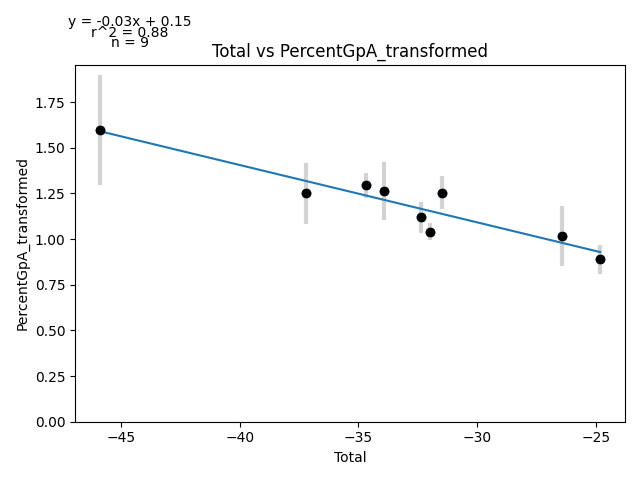 y = -0.03x + 0.15
r^2 = 0.88
n = 9
Total vs PercentGpA_transformed
PercentGpA_transformed
1.75
1.50
1.25
1.00
0.75
0.50
0.25
0.00
−45
−40
−35
−30
−25
Total